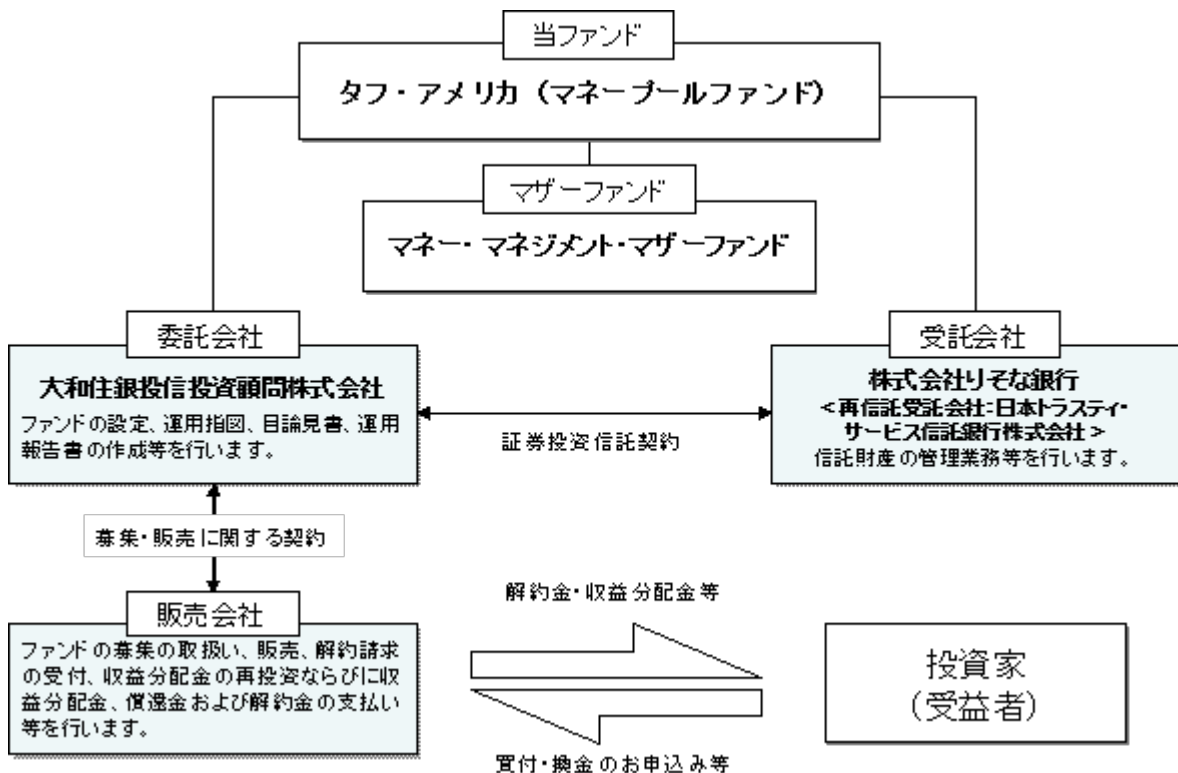 当ファンド
タフ・アメリカ（マネープールファンド）
マザーファンド
マネー・マネジメント・マザーファンド
委託会社
大和住銀投信投資顧問株式会社
ファンドの設定、運用指図、目論見書、運用
報告書の作成等を行います。
証券投資信託契約
受託会社
株式会社りそな銀行
＜再信託受託会社：日本トラスティ・
サービス信託銀行株式会社＞
信託財産の管理業務等を行います。
募集・販売に関する契約
販売会社
ファンドの募集の取扱い、販売、解約請求
の受付、収益分配金の再投資ならびに収
益分配金、償還金および解約金の支払い
等を行います。
解約金・収益分配金等
買付・換金のお申込み等
投資家
（受益者）